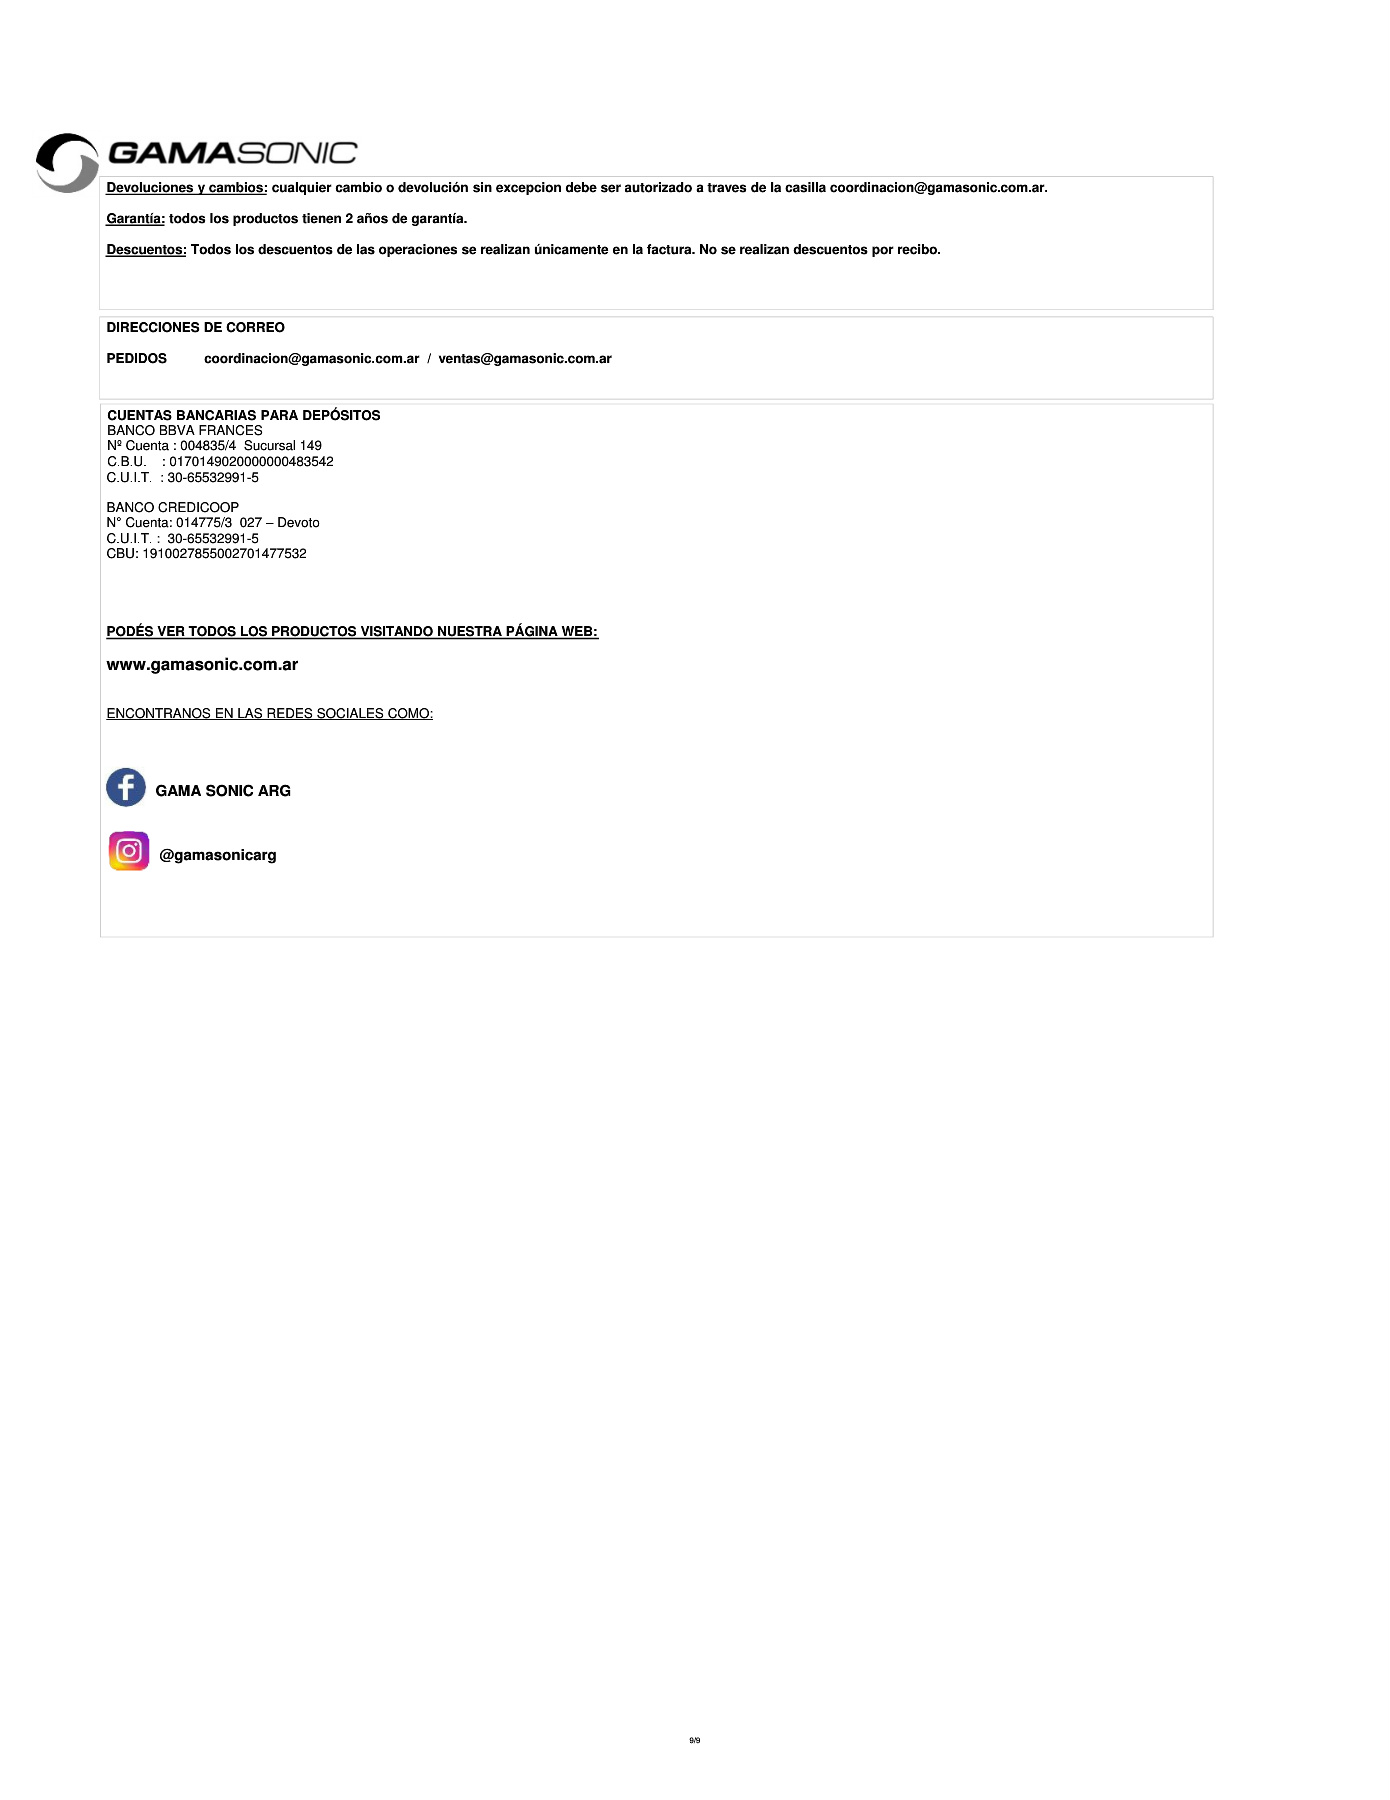 GAMASONIC
Devoluciones y cambios: cualquier cambio o devolución sin excepcion debe ser autorizado a traves de la casilla coordinacion@gamasonic.com.ar.
Garantía: todos los productos tienen 2 años de garantía.
Descuentos: Todos los descuentos de las operaciones se realizan únicamente en la factura. No se realizan descuentos por recibo.
DIRECCIONES DE CORREO
PEDIDOS coordinacion@gamasonic.com.ar / ventas@gamasonic.com.ar
CUENTAS BANCARIAS PARA DEPÓSITOS
BANCO BBVA FRANCES
Nº Cuenta : 004835/4 Sucursal 149
C.B.U. : 0170149020000000483542
C.U.I.T. : 30-65532991-5
BANCO CREDICOOP
N° Cuenta: 014775/3 027 – Devoto
C.U.I.T. : 30-65532991-5
CBU: 1910027855002701477532
PODÉS VER TODOS LOS PRODUCTOS VISITANDO NUESTRA PÁGINA WEB:
www.gamasonic.com.ar
ENCONTRANOS EN LAS REDES SOCIALES COMO:
GAMA SONIC ARG
@gamasonicarg
9/9